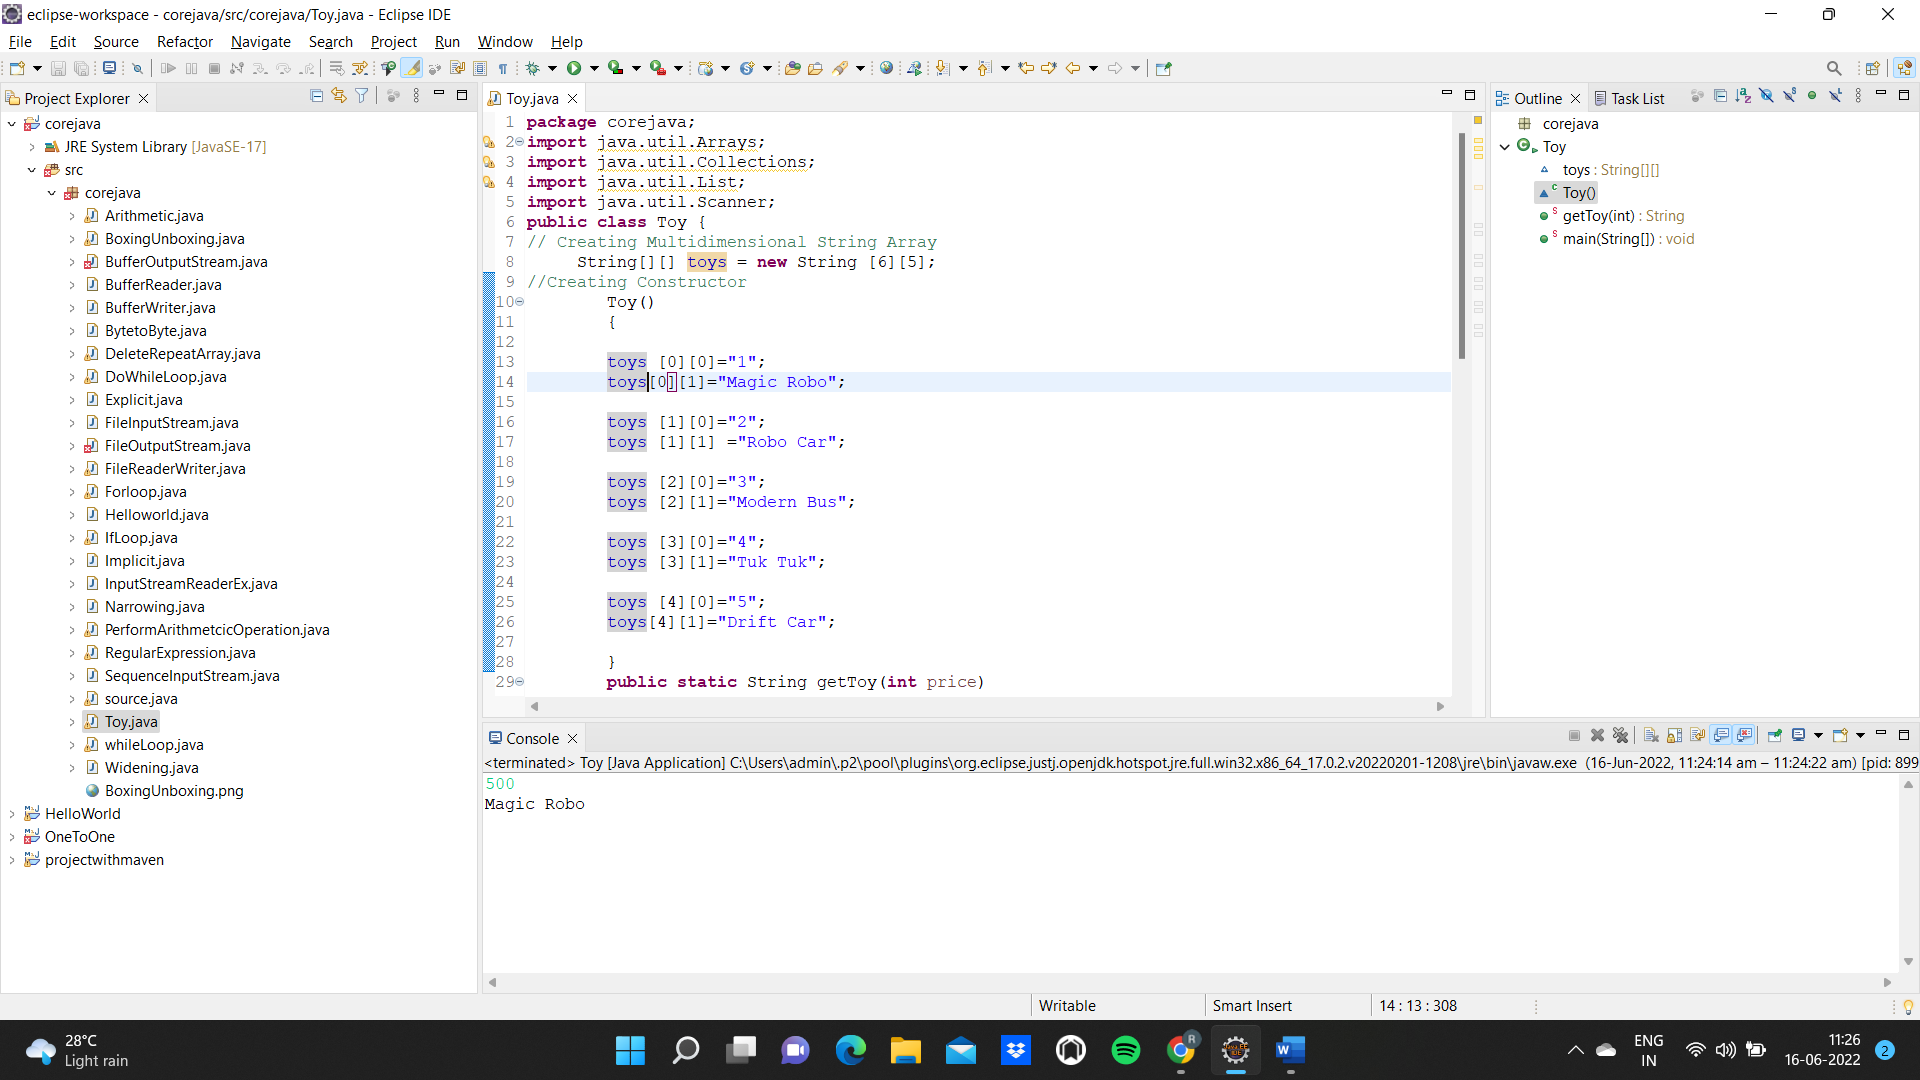 eclipse-workspace - corejava/src/corejava/Toy.java - Eclipse IDE
File Edit Source Refactor Navigate Search Project Run Window Help
Project Explorer
corejava
JRE System Library [JavaSE-17]
src
corejava
Arithmetic.java
BoxingUnboxing.java
BufferOutputStream.java
BufferReader.java
BufferWriter.java
BytetoByte.java
DeleteRepeatArray.java
DoWhileLoop.java
Explicit.java
FileInputStream.java
FileOutputStream.java
FileReaderWriter.java
Forloop.java
Helloworld.java
IfLoop.java
Implicit.java
InputStreamReaderEx.java
Narrowing.java
PerformArithmetcicOperation.java
RegularExpression.java
SequenceInputStream.java
source.java
Toy.java
whileLoop.java
Widening.java
BoxingUnboxing.png
HelloWorld
OneToOne
projectwithmaven
Toy.java
1 package corejava;
2 import java.util.Arrays;
3 import java.util.Collections;
4 import java.util.List;
5 import java.util.Scanner;
6 public class Toy {
7 // Creating Multidimensional String Array
8 String[][] toys = new String [6][5];
9 //Creating Constructor
10 Toy()
11 {
12
13 toys [0][0]="1";
14 toys[0][1]="Magic Robo";
15
16 toys [1][0]="2";
17 toys [1][1] ="Robo Car";
18
19 toys [2][0]="3";
20 toys [2][1]="Modern Bus";
21
22 toys [3][0]="4";
23 toys [3][1]="Tuk Tuk";
24
25 toys [4][0]="5";
26 toys[4][1]="Drift Car";
27
28 }
29 public static String getToy(int price)
Outline Task List
corejava
Toy
toys : String[][]
Toy()
getToy(int) : String
main(String[]) : void
Console
<terminated> Toy [Java Application] C:\Users\admin\.p2\pool\plugins\org.eclipse.justj.openjdk.hotspot.jre.full.win32.x86_64_17.0.2.v20220201-1208\jre\bin\javaw.exe (16-Jun-2022, 11:24:14 am – 11:24:22 am) [pid: 899
500
Magic Robo
Writable Smart Insert 14 : 13 : 308
28°C
Light rain
ENG
IN
11:26
16-06-2022
2